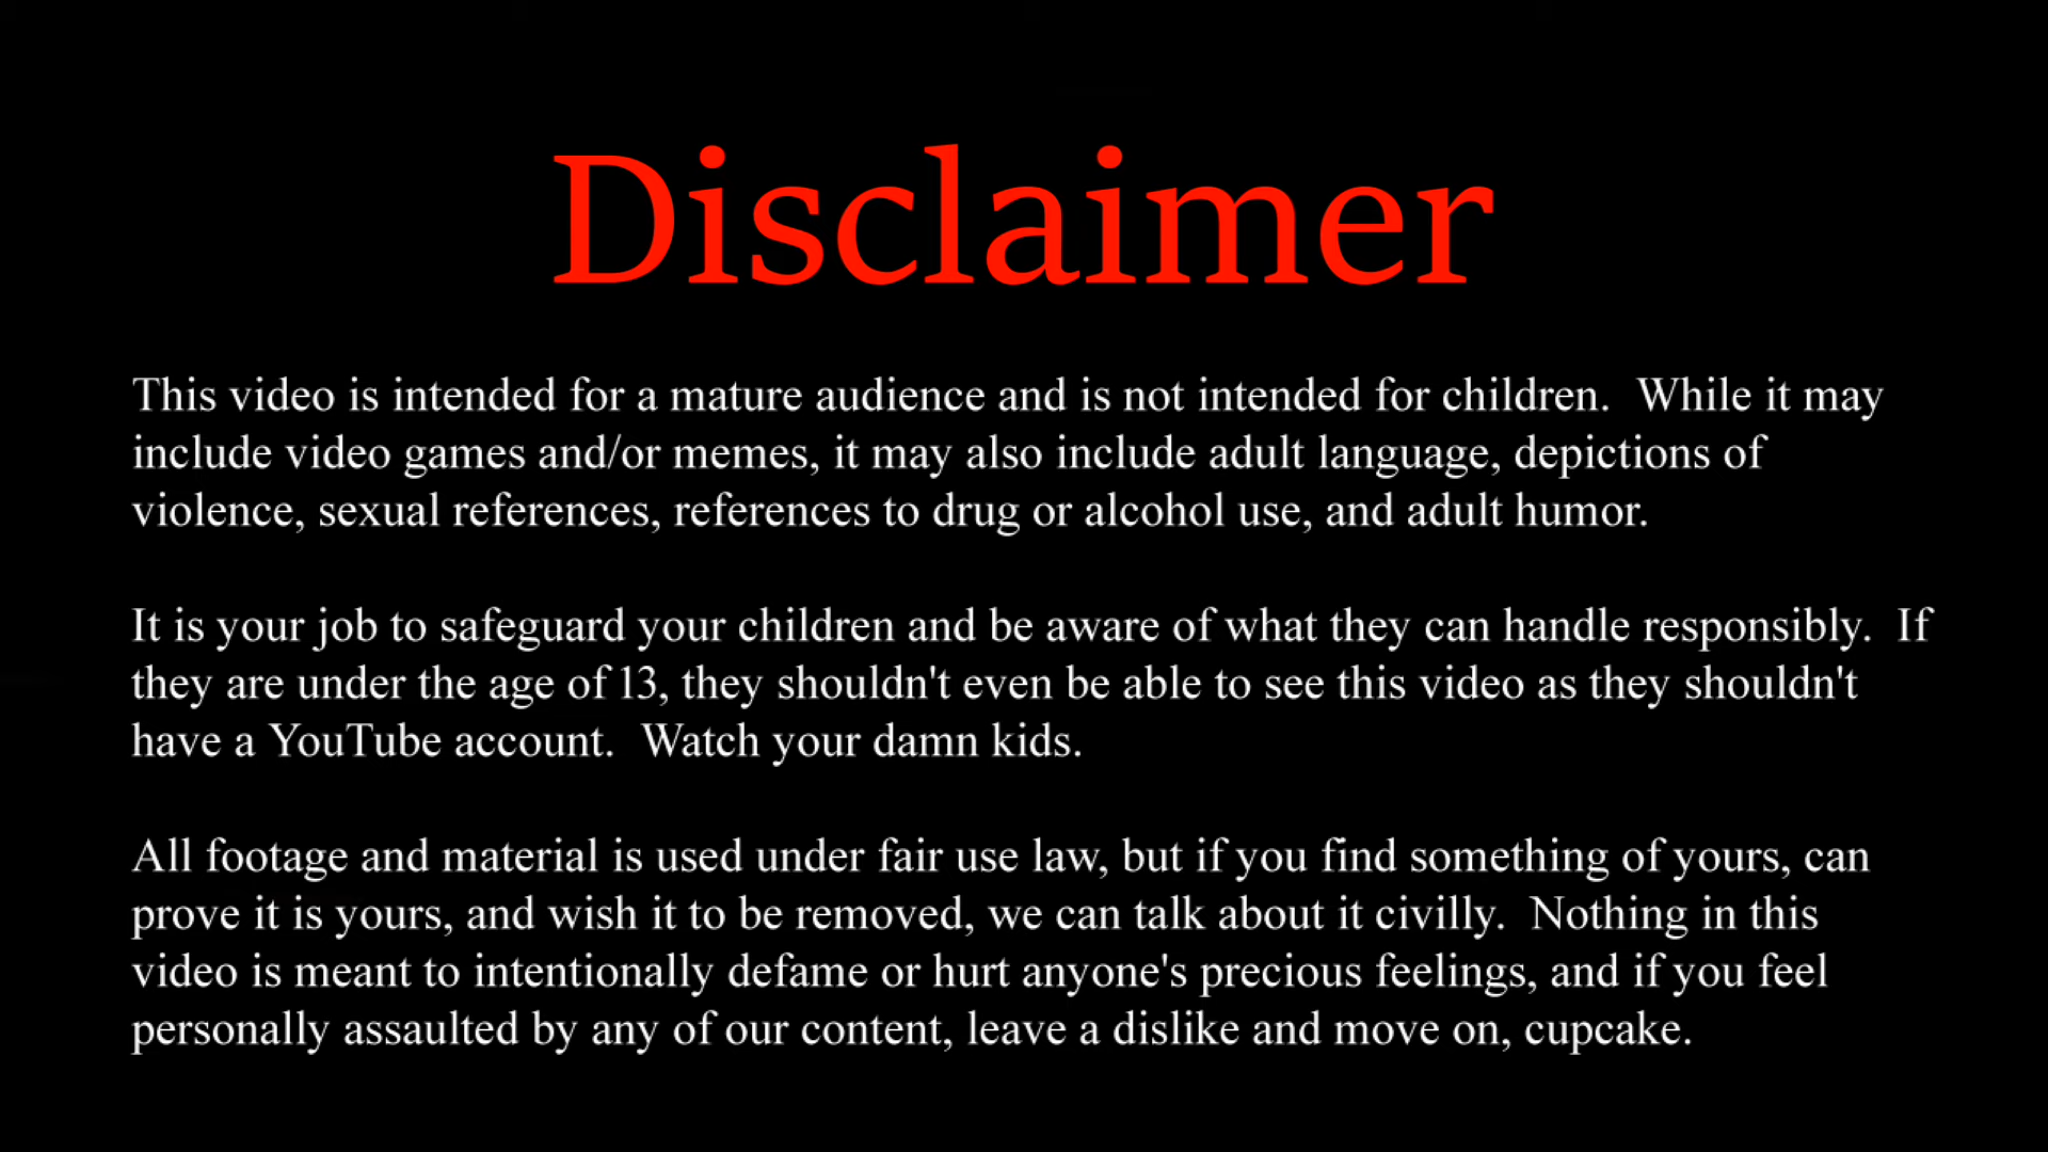 Disclaimer
This video is intended for a mature audience and is not intended for children.  While it may
include video games and/or memes, it may also include adult language, depictions of
violence, sexual references, references to drug or alcohol use, and adult humor.
It is your job to safeguard your children and be aware of what they can handle responsibly.  If
they are under the age of 13, they shouldn't even be able to see this video as they shouldn't
have a YouTube account.  Watch your damn kids.
All footage and material is used under fair use law, but if you find something of yours, can
prove it is yours, and wish it to be removed, we can talk about it civilly.  Nothing in this
video is meant to intentionally defame or hurt anyone's precious feelings, and if you feel
personally assaulted by any of our content, leave a dislike and move on, cupcake.